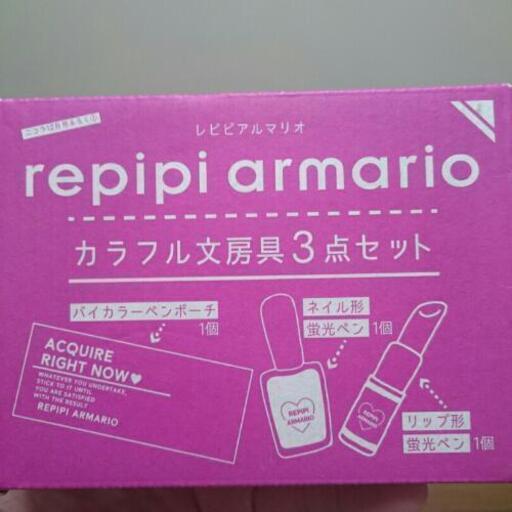 レピピアルマリオ
repipi armario
カラフル文房具3点セット
バイカラーペンポーチ
1個
ネイル形
蛍光ペン 1個
リップ形
蛍光ペン 1個
ACQUIRE
RIGHT NOW♥
WHATEVER YOU UNDERTAKE,
STICK TO IT UNTIL
YOU ARE SATISFIED
WITH THE RESULT
REPIPI ARMARIO
REPIPI
ARMARIO
REPIPI
ARMARIO